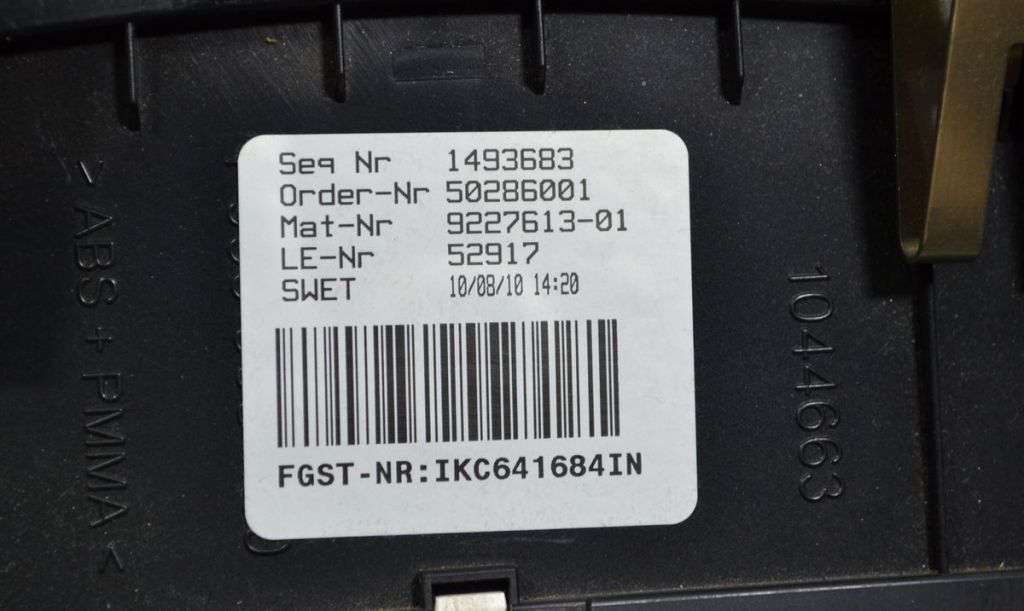 Seq Nr 1493683
Order-Nr 50286001
Mat-Nr 9227613-01
LE-Nr 52917
SWET 10/08/10 14:20
FGST-NR:IKC641684IN
> ABS + PMMA <
1044663